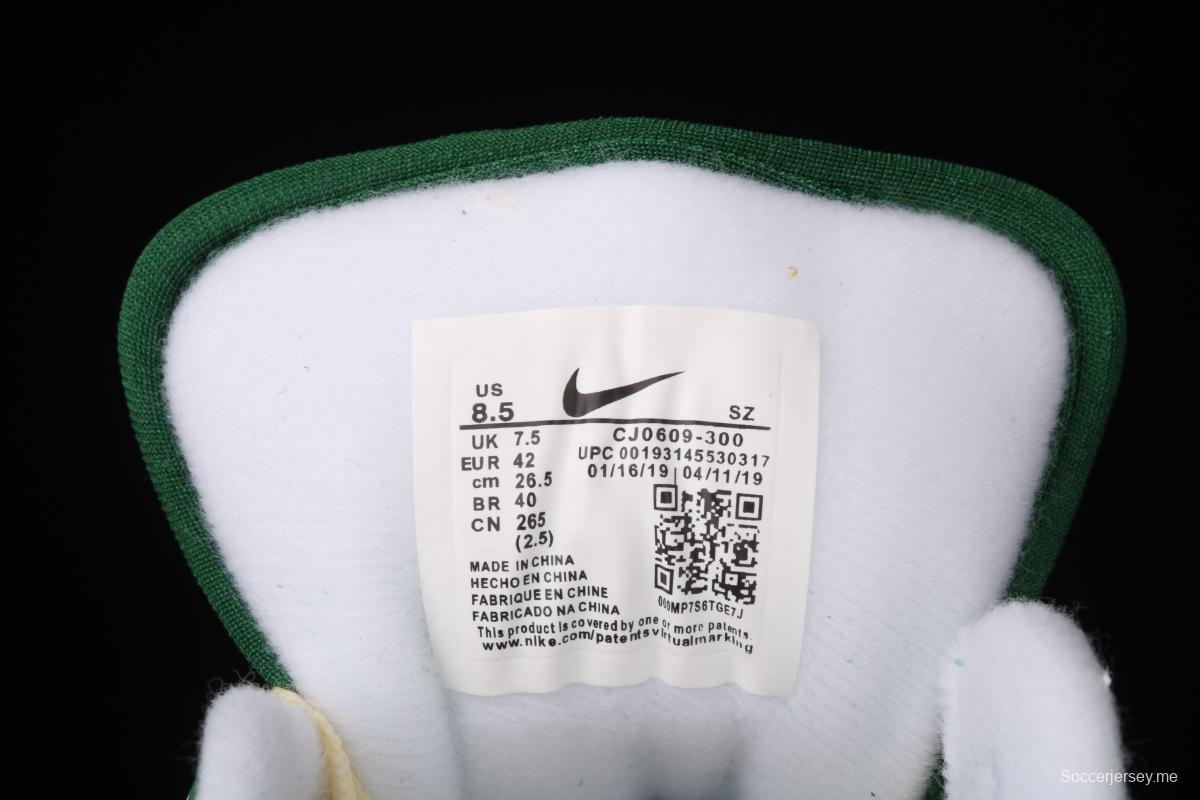 US
8.5 SZ
UK 7.5 CJ0609-300
EUR 42 UPC 00193145530317
cm 26.5 01/16/19 | 04/11/19
BR 40
CN 265
(2.5)
MADE IN CHINA
HECHO EN CHINA
FABRIQUE EN CHINE
FABRICADO NA CHINA
000MP7S6TGE7J
This product is covered by one or more patents.
www.nike.com/patentsvirtualmarking
Soccerjersey.me